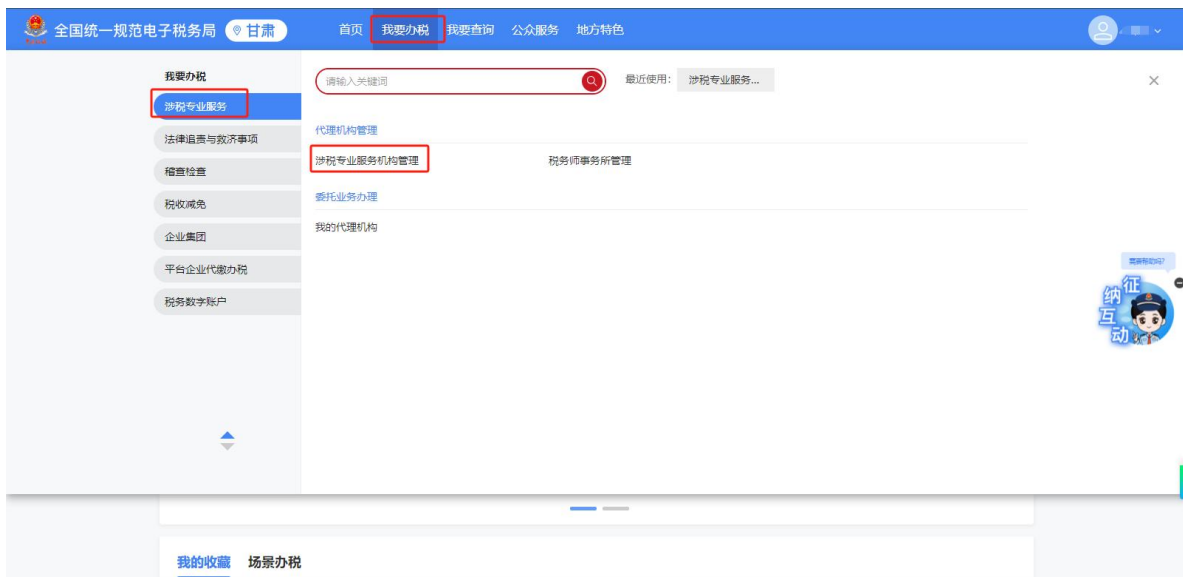 全国统一规范电子税务局 甘肃 首页 我要办税 我要查询 公众服务 地方特色
我要办税
请输入关键词 最近使用： 涉税专业服务...
涉税专业服务
代理机构管理
法律追责与救济事项
涉税专业服务机构管理 税务师事务所管理
稽查检查
委托业务办理
税收减免
我的代理机构
企业集团
平台企业代缴办税
需要帮助吗?
税务数字账户
征纳互动
我的收藏 场景办税